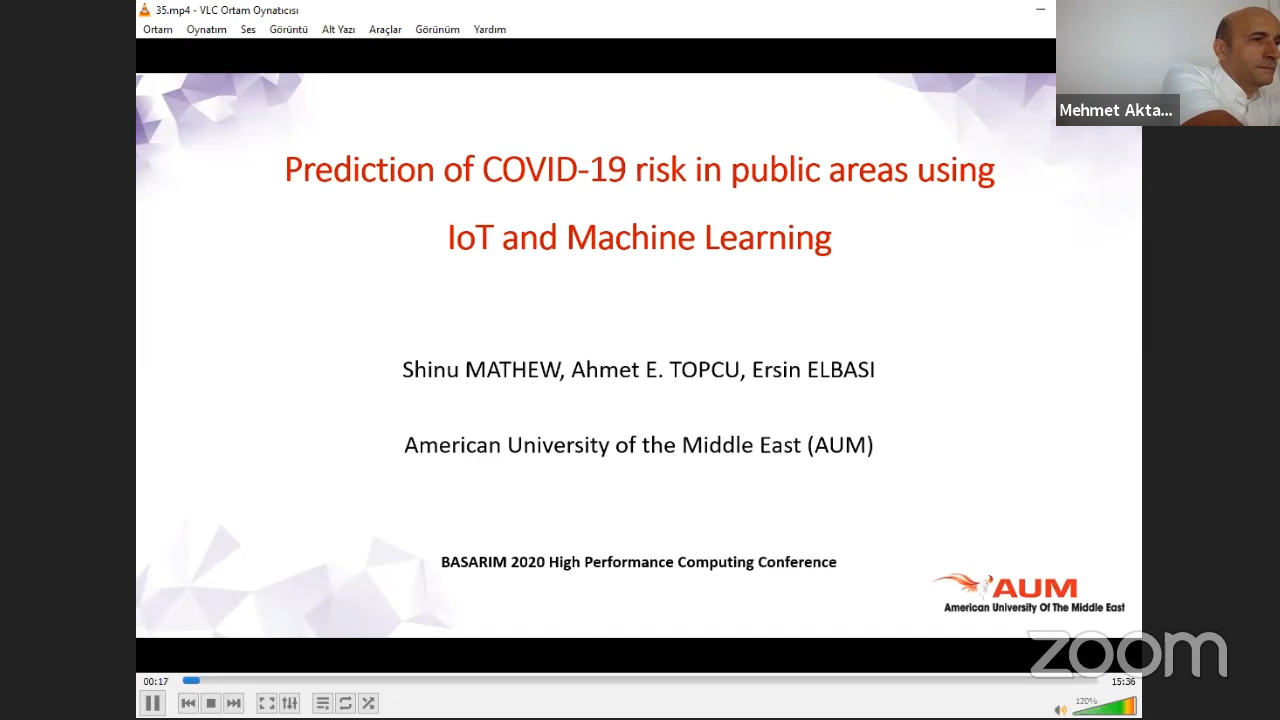 35.mp4 - VLC Ortam Oynatıcısı
Ortam Oynatım Ses Görüntü Alt Yazı Araçlar Görünüm Yardım
Mehmet Akta...
Prediction of COVID-19 risk in public areas using
IoT and Machine Learning
Shinu MATHEW, Ahmet E. TOPCU, Ersin ELBASI
American University of the Middle East (AUM)
BASARIM 2020 High Performance Computing Conference
AUM
American University Of The Middle East
zoom
00:17
15:36
120%